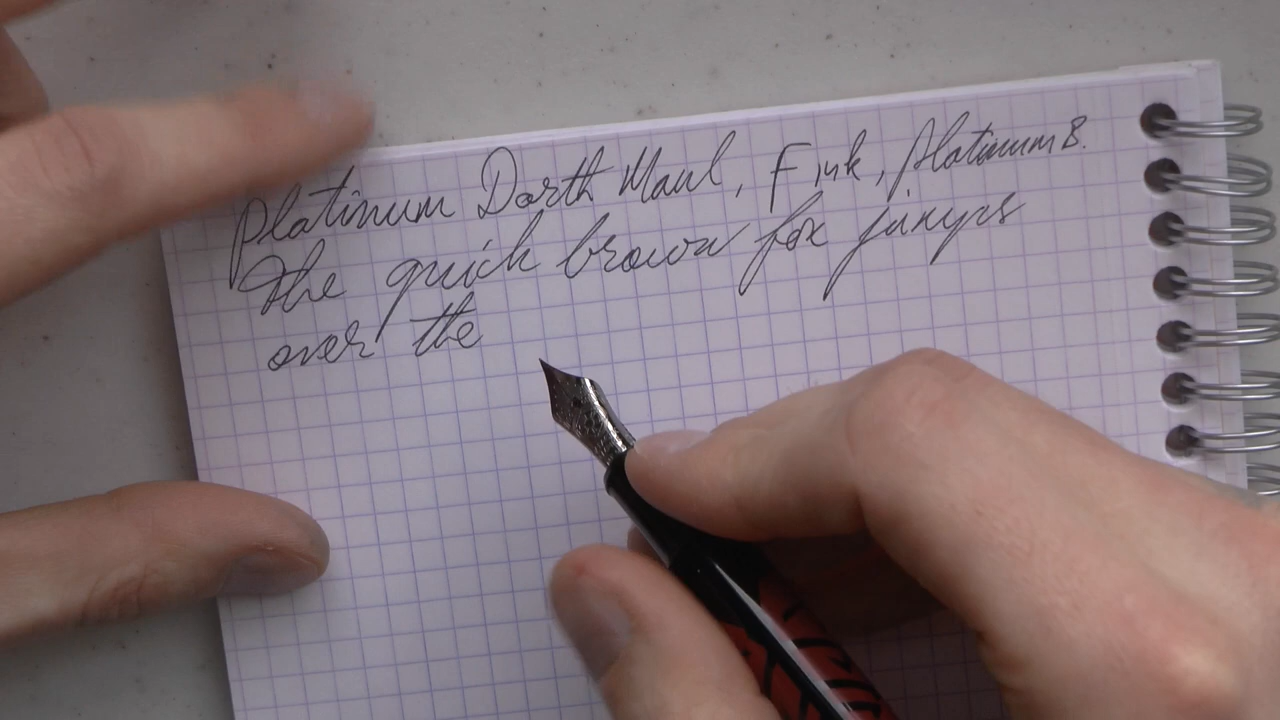 Platinum Darth Maul, F ink, Platinum B.
The quick brown fox jumps
over the